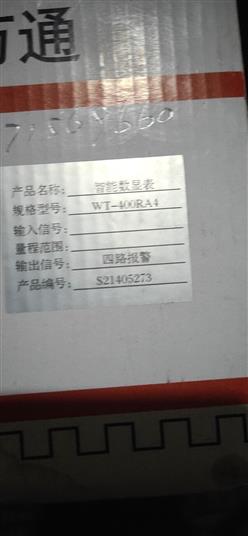 通
产品名称: 智能数显表
规格型号: WT-400RA4
输入信号:
量程范围:
输出信号: 四路报警
产品编号: S21405273